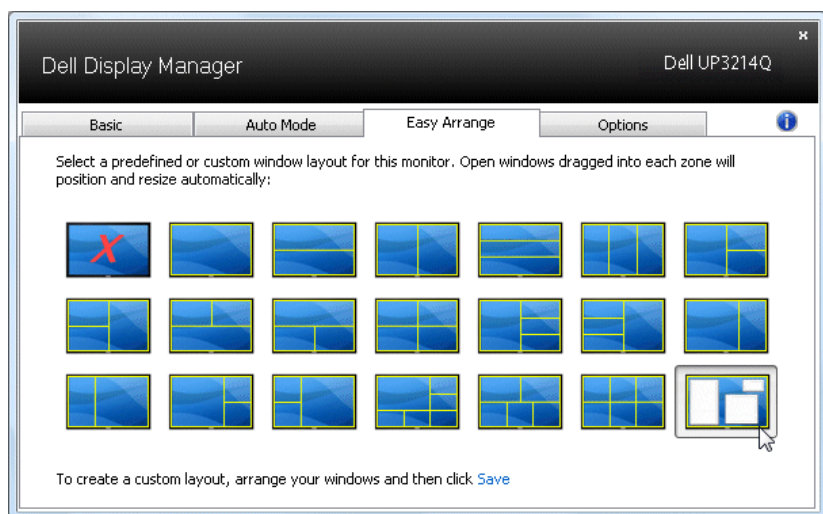 x
Dell Display Manager
Dell UP3214Q
Basic
Auto Mode
Easy Arrange
Options
i
Select a predefined or custom window layout for this monitor. Open windows dragged into each zone will
position and resize automatically:
X
To create a custom layout, arrange your windows and then click Save